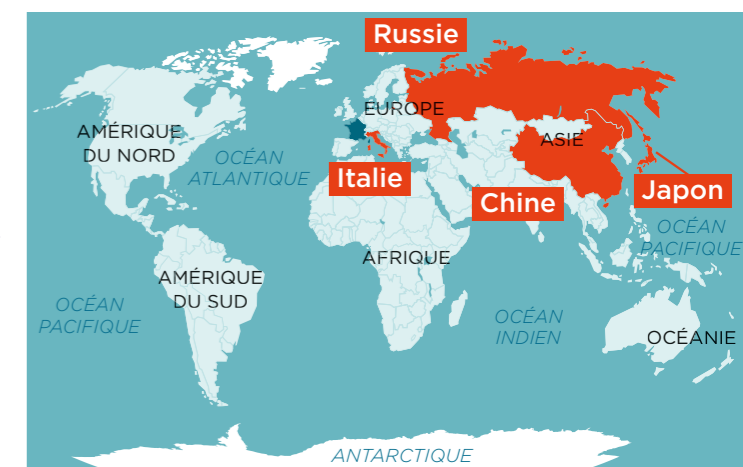 Russie
EUROPE
AMÉRIQUE
DU NORD
ASIE
OCÉAN
ATLANTIQUE
Italie
Chine
Japon
OCÉAN
PACIFIQUE
AFRIQUE
AMÉRIQUE
DU SUD
OCÉAN
PACIFIQUE
OCÉAN
INDIEN
OCÉANIE
ANTARCTIQUE